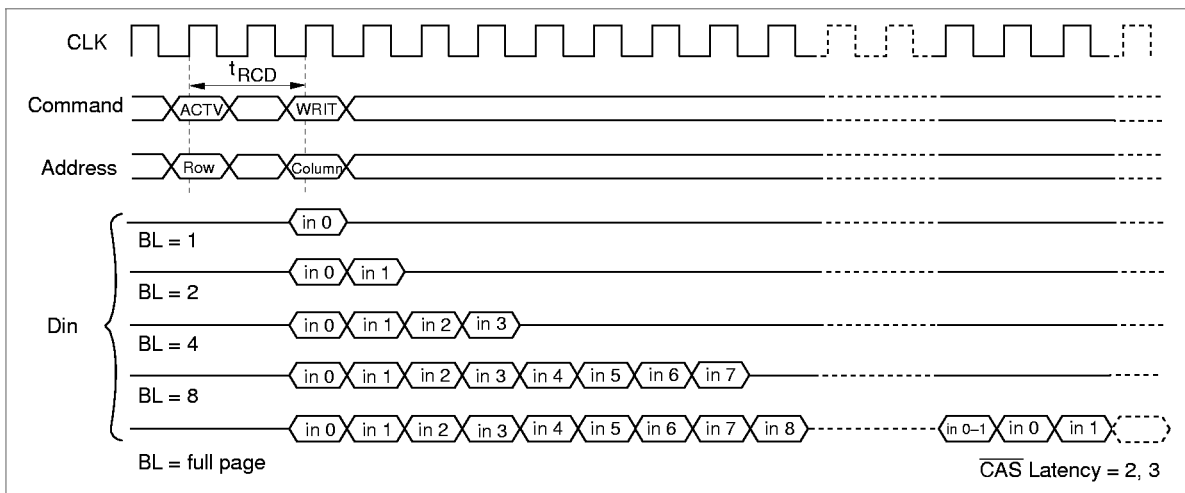 CLK
tRCD
Command ACTV WRIT
Address Row Column
Din
in 0
BL = 1
in 0 in 1
BL = 2
in 0 in 1 in 2 in 3
BL = 4
in 0 in 1 in 2 in 3 in 4 in 5 in 6 in 7
BL = 8
in 0 in 1 in 2 in 3 in 4 in 5 in 6 in 7 in 8 in 0–1 in 0 in 1
BL = full page
CAS Latency = 2, 3